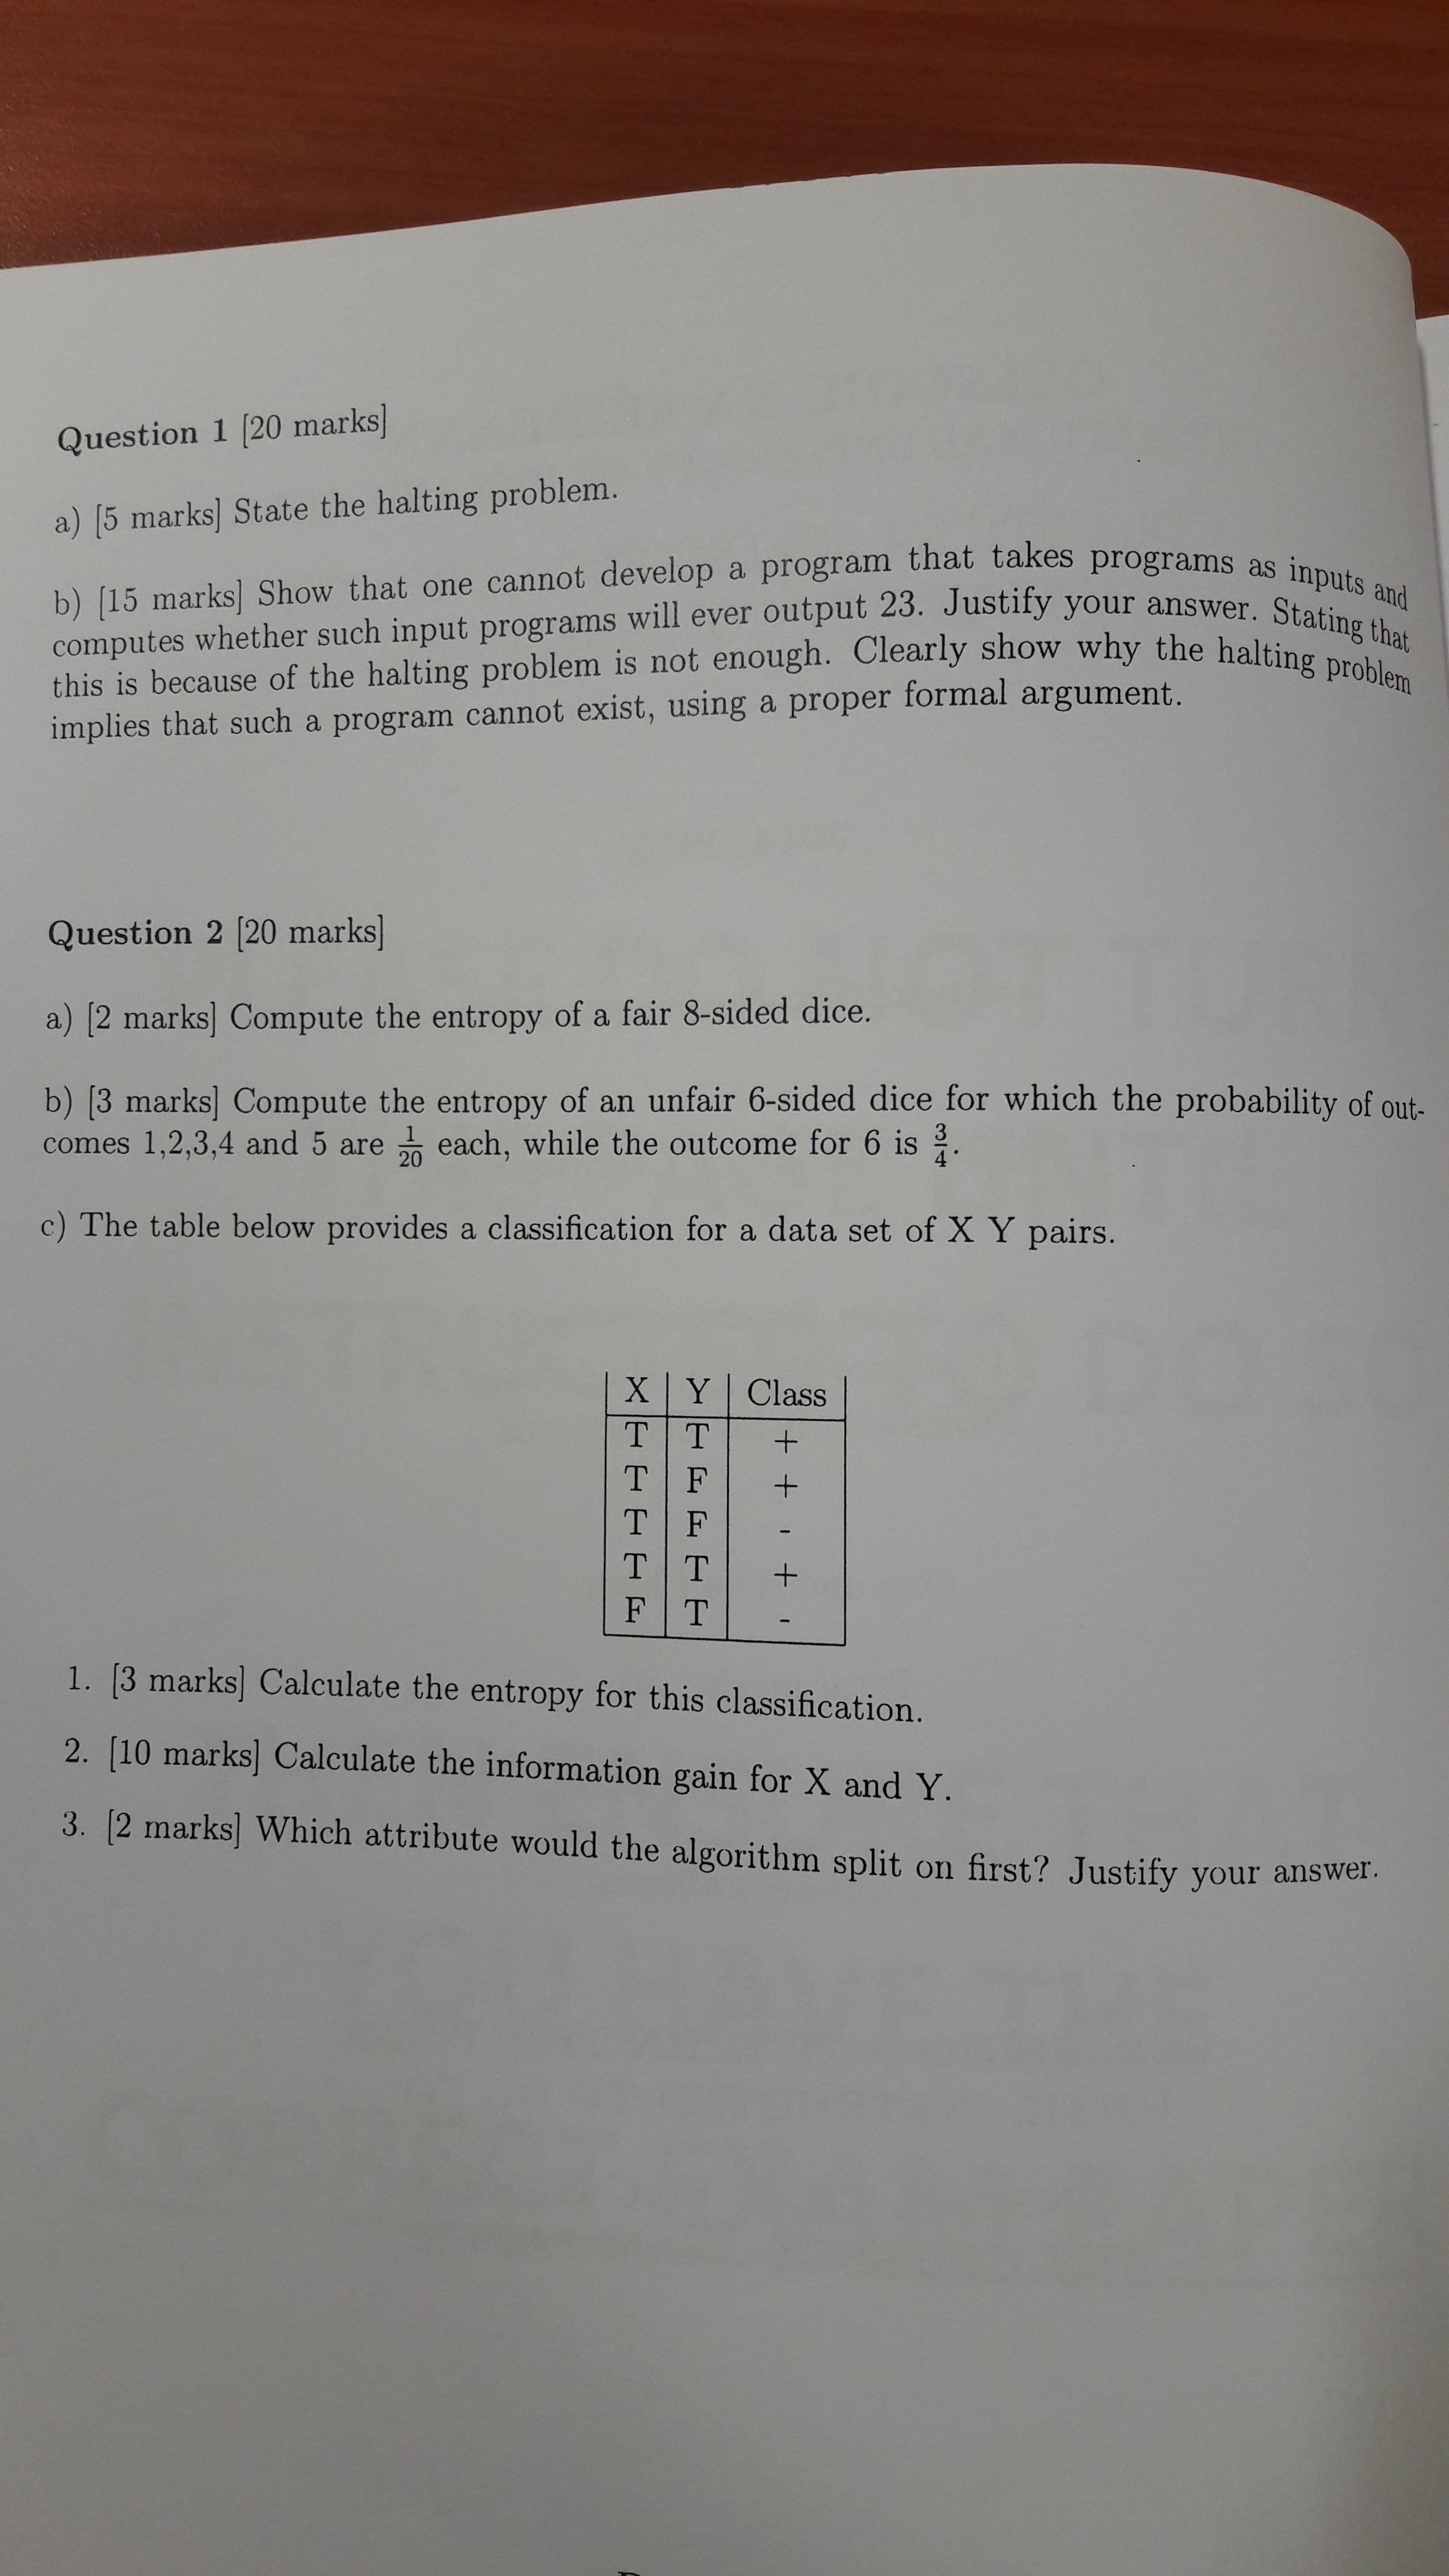 Question 1 [20 marks]
a) [5 marks] State the halting problem.
b) [15 marks] Show that one cannot develop a program that takes programs as inputs and
computes whether such input programs will ever output 23. Justify your answer. Stating that
this is because of the halting problem is not enough. Clearly show why the halting problem
implies that such a program cannot exist, using a proper formal argument.
Question 2 [20 marks]
a) [2 marks] Compute the entropy of a fair 8-sided dice.
b) [3 marks] Compute the entropy of an unfair 6-sided dice for which the probability of out-
comes 1,2,3,4 and 5 are 1/20 each, while the outcome for 6 is 3/4.
c) The table below provides a classification for a data set of X Y pairs.
X Y Class
T T +
T F +
T F -
T T +
F T -
1. [3 marks] Calculate the entropy for this classification.
2. [10 marks] Calculate the information gain for X and Y.
3. [2 marks] Which attribute would the algorithm split on first? Justify your answer.